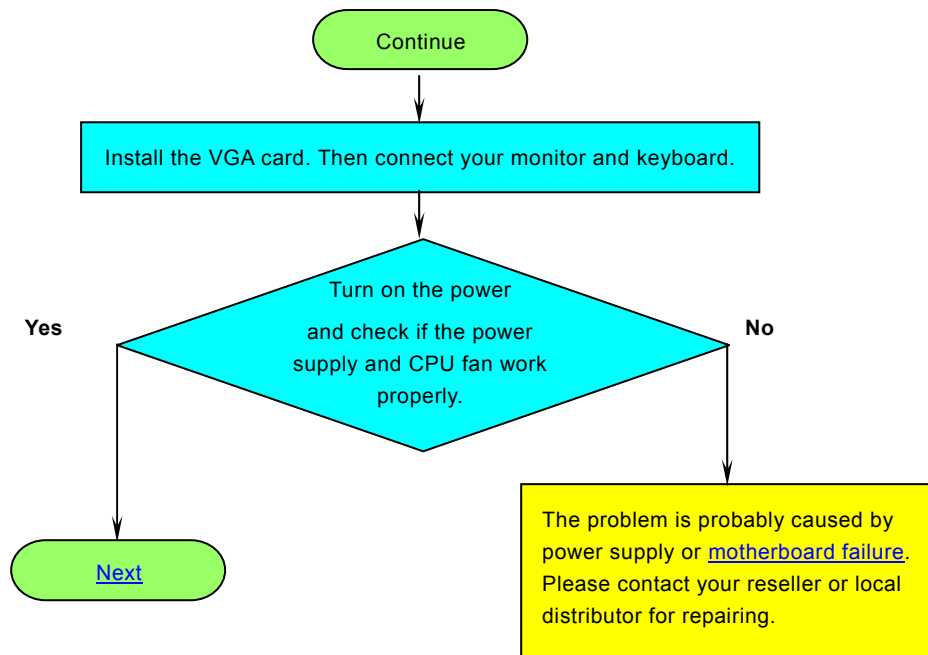 Continue
Install the VGA card. Then connect your monitor and keyboard.
Turn on the power
and check if the power
supply and CPU fan work
properly.
Yes
No
Next
The problem is probably caused by
power supply or motherboard failure.
Please contact your reseller or local
distributor for repairing.